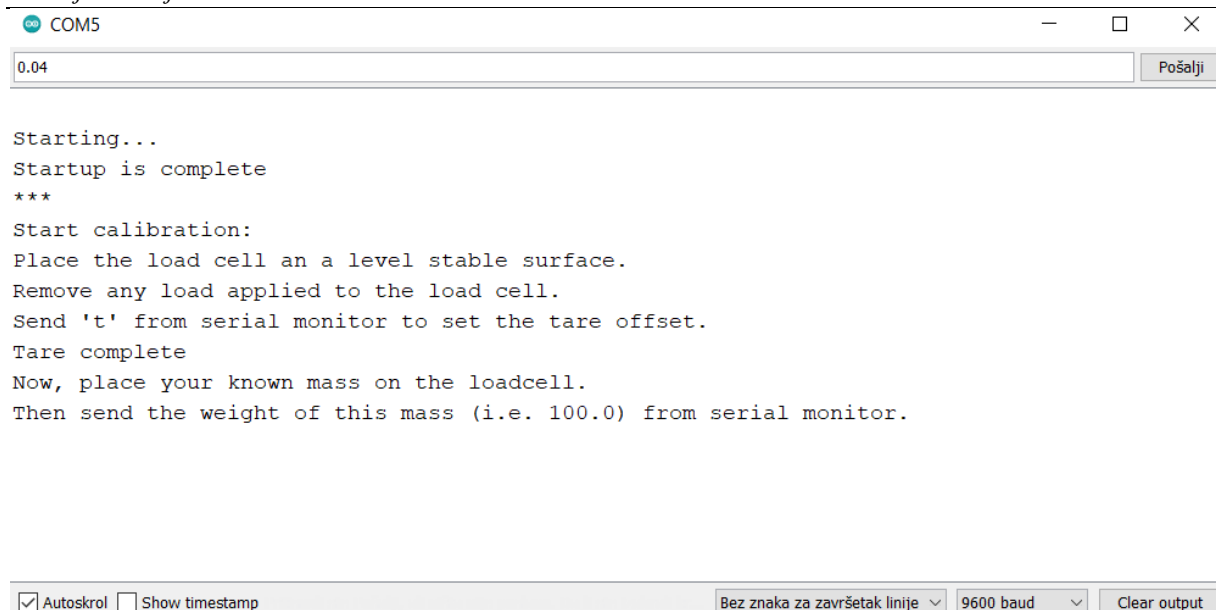 COM5
0.04
Pošalji
Starting...
Startup is complete
***
Start calibration:
Place the load cell an a level stable surface.
Remove any load applied to the load cell.
Send 't' from serial monitor to set the tare offset.
Tare complete
Now, place your known mass on the loadcell.
Then send the weight of this mass (i.e. 100.0) from serial monitor.
Autoskrol Show timestamp Bez znaka za završetak linije 9600 baud Clear output